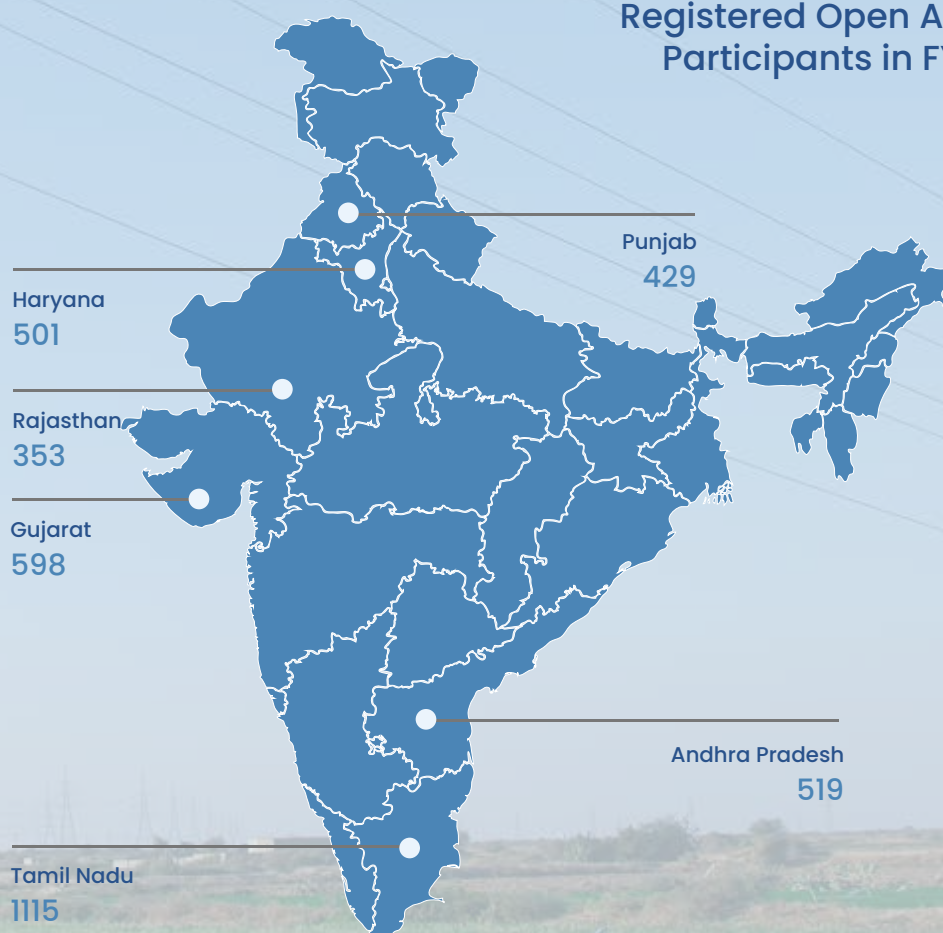 Registered Open A
Participants in F
Punjab
429
Haryana
501
Rajasthan
353
Gujarat
598
Andhra Pradesh
519
Tamil Nadu
1115